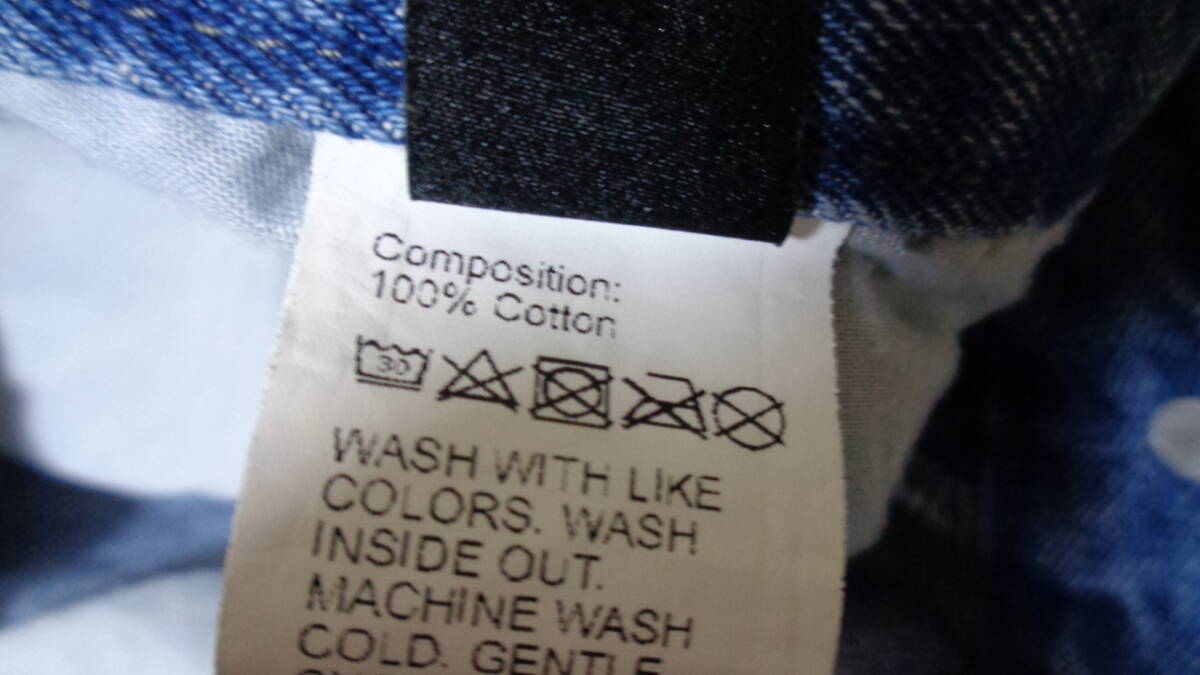 Composition:
100% Cotton
30
WASH WITH LIKE
COLORS. WASH
INSIDE OUT.
MACHINE WASH
COLD. GENTLE